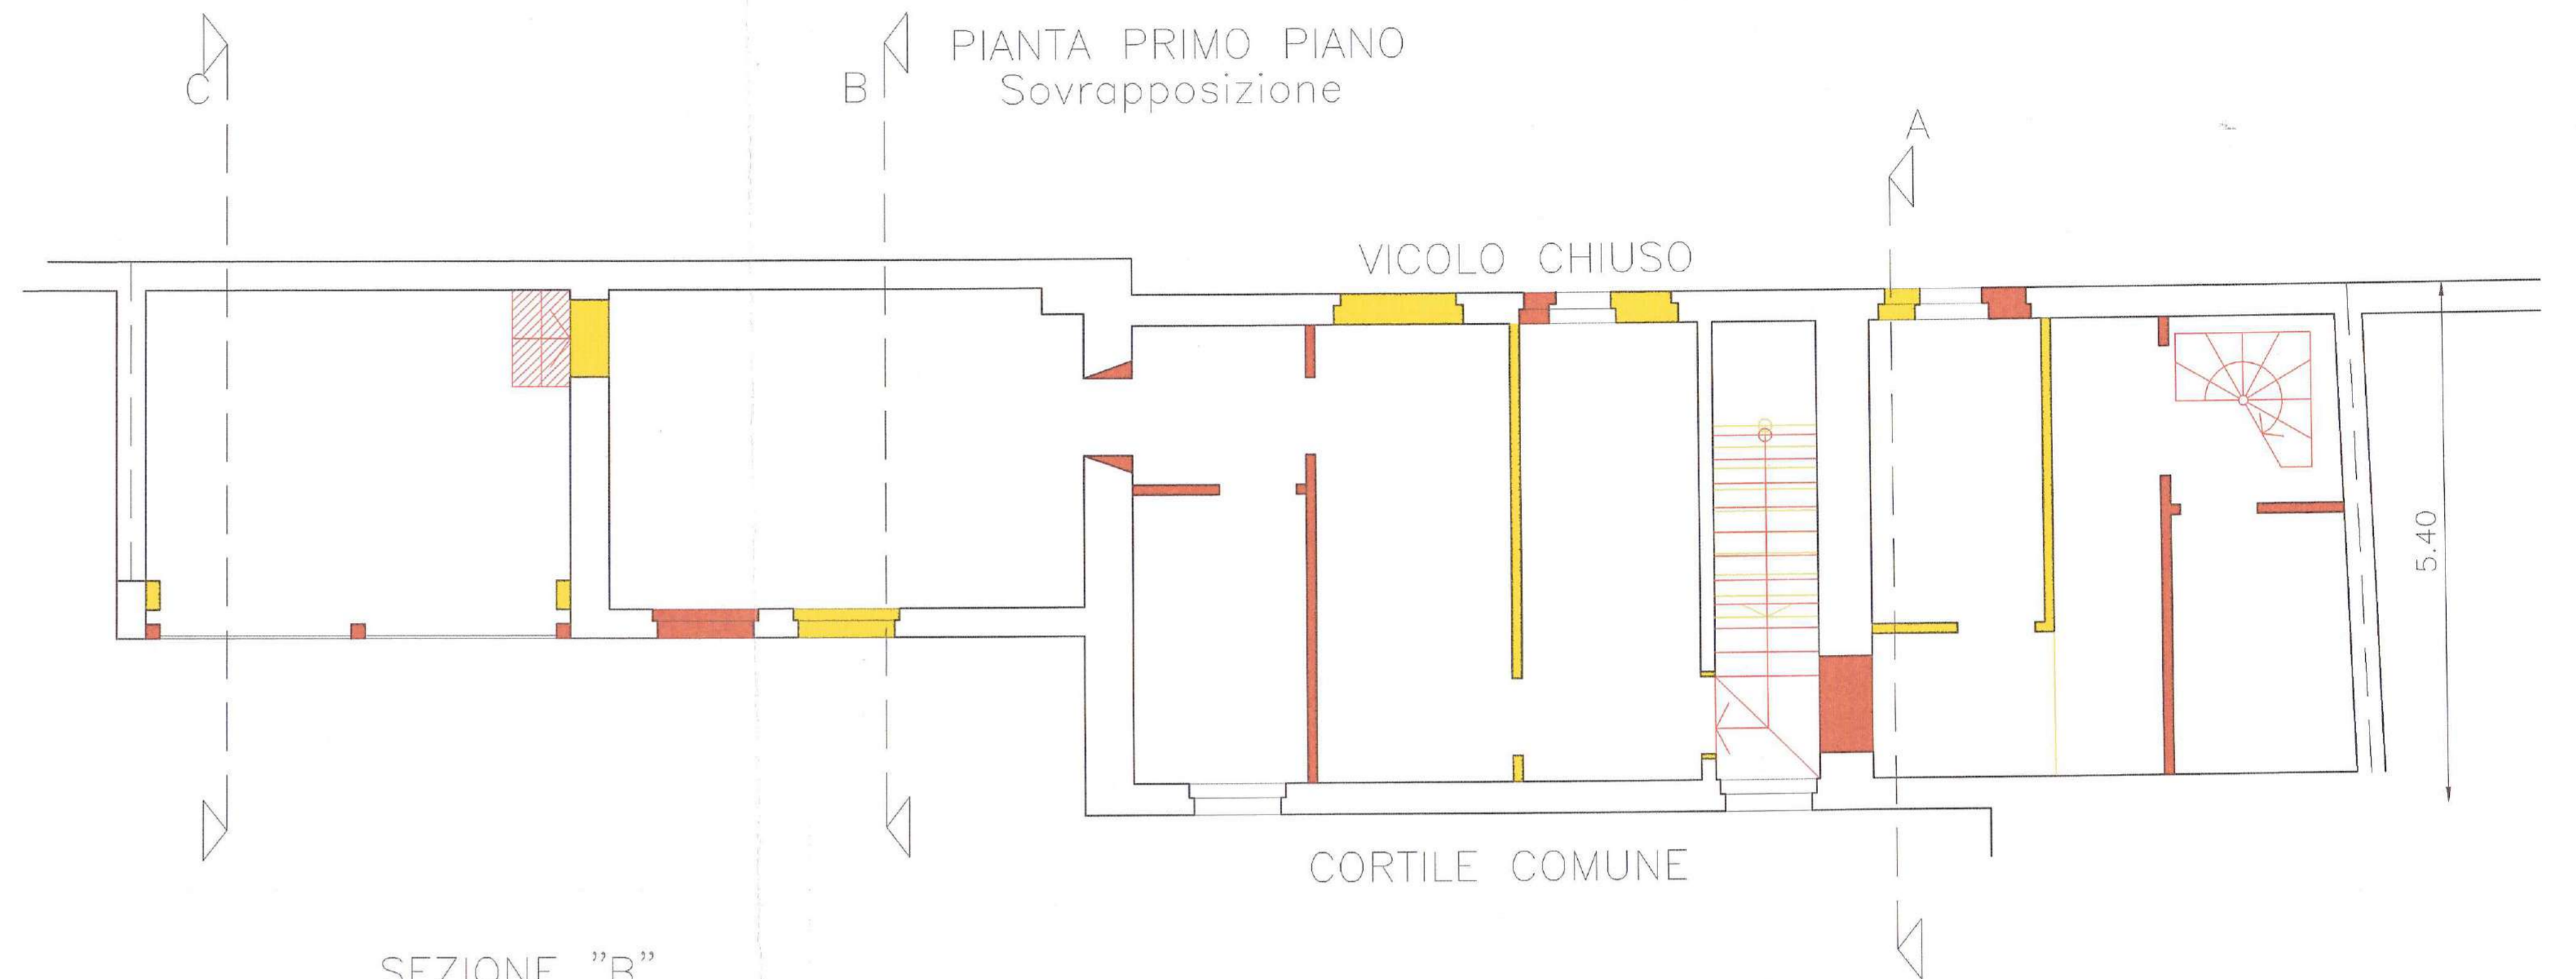 PIANTA PRIMO PIANO
Sovrapposizione
C
B
A
VICOLO CHIUSO
5.40
CORTILE COMUNE
SEZIONE "B"